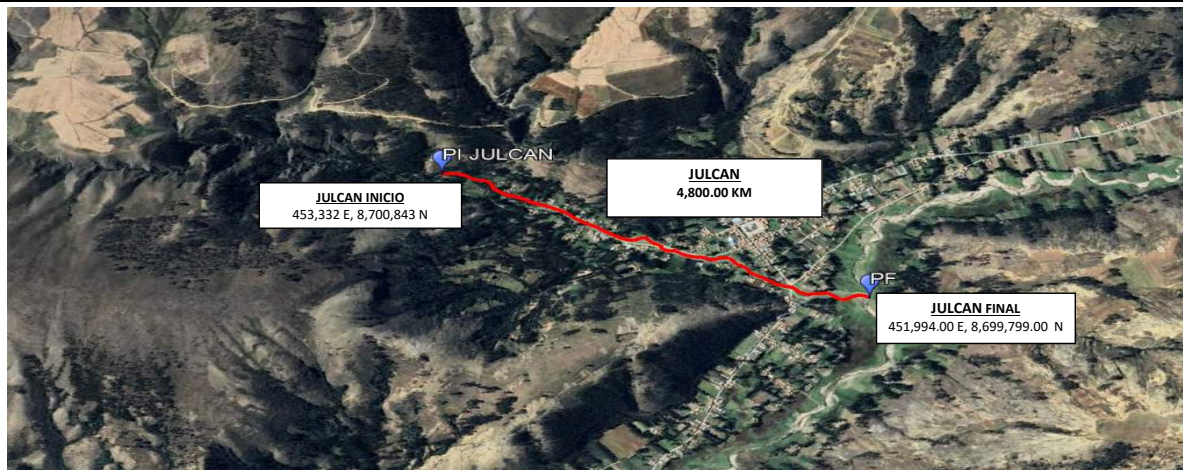 PI JULCAN
JULCAN
4,800.00 KM
JULCAN INICIO
453,332 E, 8,700,843 N
PF
JULCAN FINAL
451,994.00 E, 8,699,799.00 N